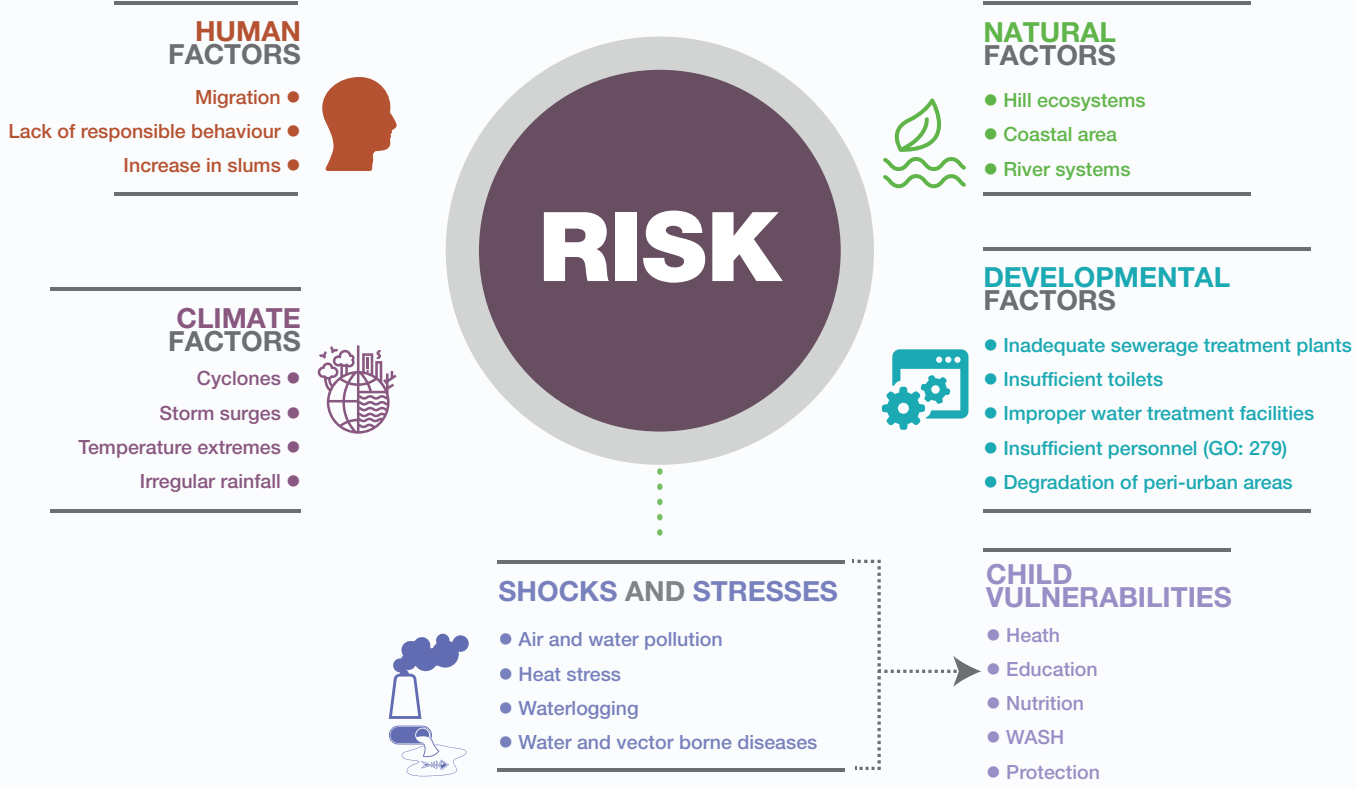 HUMAN
FACTORS
Migration
Lack of responsible behaviour
Increase in slums
CLIMATE
FACTORS
Cyclones
Storm surges
Temperature extremes
Irregular rainfall
RISK
NATURAL
FACTORS
Hill ecosystems
Coastal area
River systems
DEVELOPMENTAL
FACTORS
Inadequate sewerage treatment plants
Insufficient toilets
Improper water treatment facilities
Insufficient personnel (GO: 279)
Degradation of peri-urban areas
SHOCKS AND STRESSES
Air and water pollution
Heat stress
Waterlogging
Water and vector borne diseases
CHILD
VULNERABILITIES
Heath
Education
Nutrition
WASH
Protection